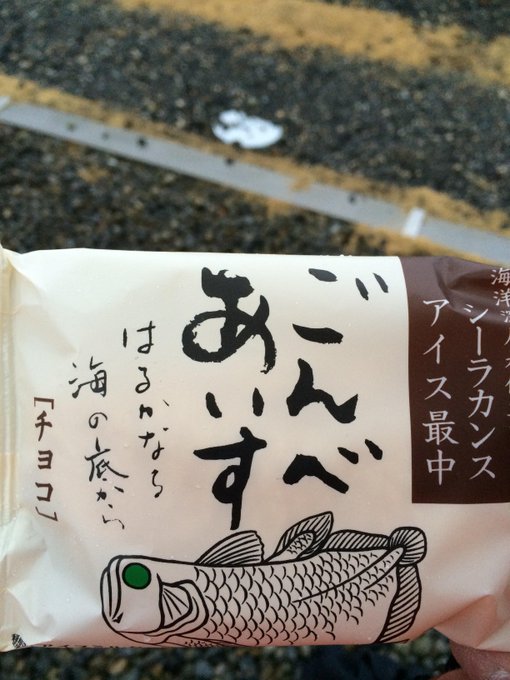 シーラカンス
アイス最中
ごんべ
あいす
はるかなる
海の底から
[チョコ]